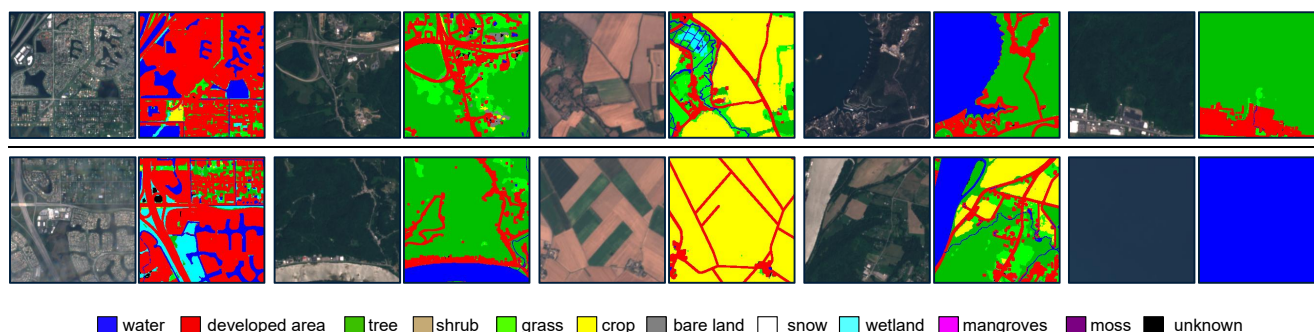 water developed area tree shrub grass crop bare land snow wetland mangroves moss unknown